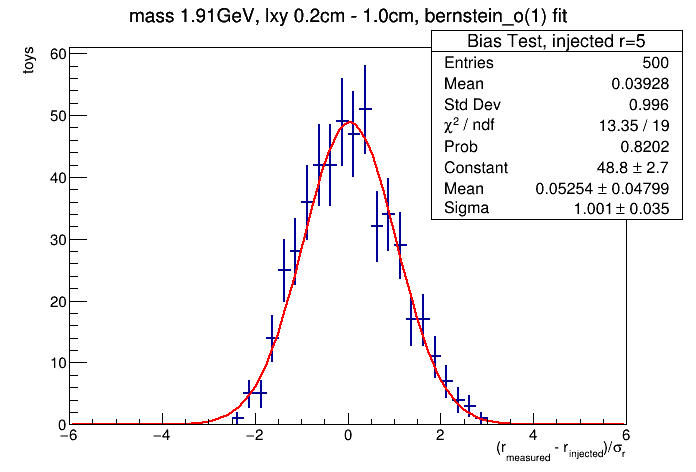 mass 1.91GeV, lxy 0.2cm - 1.0cm, bernstein_o(1) fit
Bias Test, injected r=5
Entries 500
Mean 0.03928
Std Dev 0.996
χ² / ndf 13.35 / 19
Prob 0.8202
Constant 48.8 ± 2.7
Mean 0.05254 ± 0.04799
Sigma 1.001 ± 0.035
toys
60
50
40
30
20
10
0
−6 −4 −2 0 2 4 6
(r_measured - r_injected)/σ_r